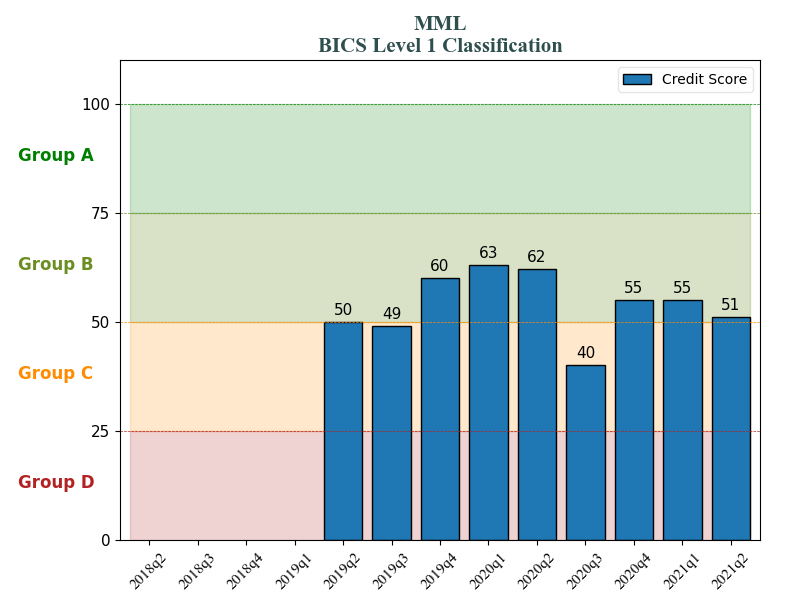 MML
BICS Level 1 Classification
Credit Score
100
Group A
75
Group B
50
Group C
25
Group D
0
50
49
60
63
62
40
55
55
51
2018q2
2018q3
2018q4
2019q1
2019q2
2019q3
2019q4
2020q1
2020q2
2020q3
2020q4
2021q1
2021q2